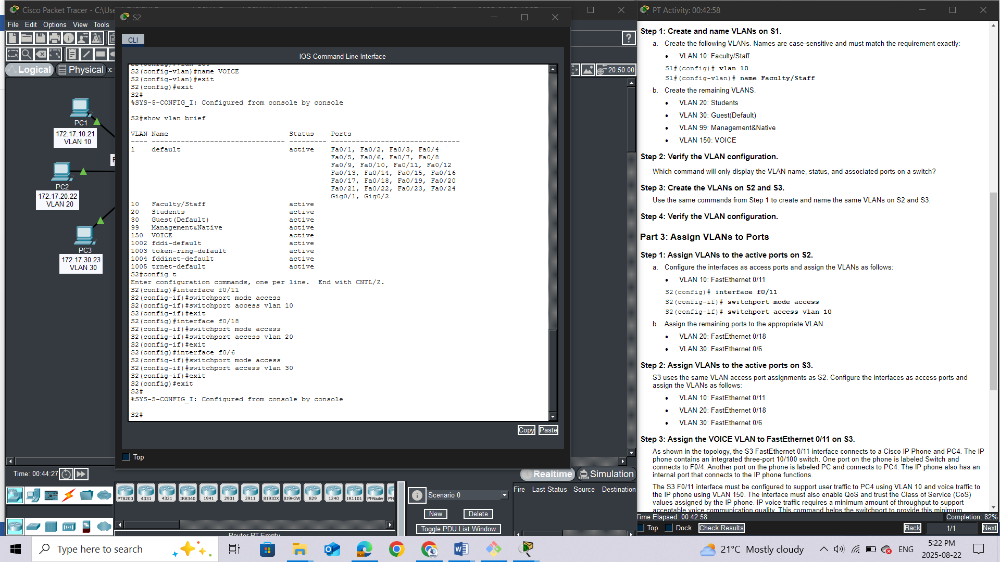 Cisco Packet Tracer - C:\Use
File Edit Options View Tools
Logical
Physical
x:
20:50:00
PC1
172.17.10.21
VLAN 10
F
PC2
172.17.20.22
VLAN 20
PC3
172.17.30.23
VLAN 30
S2
CLI
?
IOS Command Line Interface
S2(config-vlan)#name VOICE
S2(config-vlan)#exit
S2(config)#exit
S2#
%SYS-5-CONFIG_I: Configured from console by console
S2#show vlan brief
VLAN Name Status Ports
---- -------------------------------- --------- -------------------------------
1 default active Fa0/1, Fa0/2, Fa0/3, Fa0/4
Fa0/5, Fa0/6, Fa0/7, Fa0/8
Fa0/9, Fa0/10, Fa0/11, Fa0/12
Fa0/13, Fa0/14, Fa0/15, Fa0/16
Fa0/17, Fa0/18, Fa0/19, Fa0/20
Fa0/21, Fa0/22, Fa0/23, Fa0/24
Gig0/1, Gig0/2
10 Faculty/Staff active
20 Students active
30 Guest(Default) active
99 Management&Native active
150 VOICE active
1002 fddi-default active
1003 token-ring-default active
1004 fddinet-default active
1005 trnet-default active
S2#config t
Enter configuration commands, one per line. End with CNTL/Z.
S2(config)#interface f0/11
S2(config-if)#switchport mode access
S2(config-if)#switchport access vlan 10
S2(config-if)#exit
S2(config)#interface f0/18
S2(config-if)#switchport mode access
S2(config-if)#switchport access vlan 20
S2(config-if)#exit
S2(config)#interface f0/6
S2(config-if)#switchport mode access
S2(config-if)#switchport access vlan 30
S2(config-if)#exit
S2(config)#exit
S2#
%SYS-5-CONFIG_I: Configured from console by console
S2#
Copy Paste
Top
Time: 00:44:27
Realtime Simulation
PT8200 4331 4321 IR8340 1941 2901 2911 819IOX 819HGW 829 1240 IR1101 PT-Router
Router PT Empty
Scenario 0
New Delete
Toggle PDU List Window
Fire Last Status Source Destination
PT Activity: 00:42:58
Step 1: Create and name VLANs on S1.
a. Create the following VLANs. Names are case-sensitive and must match the requirement exactly:
• VLAN 10: Faculty/Staff
S1#(config)# vlan 10
S1#(config-vlan)# name Faculty/Staff
b. Create the remaining VLANS.
• VLAN 20: Students
• VLAN 30: Guest(Default)
• VLAN 99: Management&Native
• VLAN 150: VOICE
Step 2: Verify the VLAN configuration.
Which command will only display the VLAN name, status, and associated ports on a switch?
Step 3: Create the VLANs on S2 and S3.
Use the same commands from Step 1 to create and name the same VLANs on S2 and S3.
Step 4: Verify the VLAN configuration.
Part 3: Assign VLANs to Ports
Step 1: Assign VLANs to the active ports on S2.
a. Configure the interfaces as access ports and assign the VLANs as follows:
• VLAN 10: FastEthernet 0/11
S2(config)# interface f0/11
S2(config-if)# switchport mode access
S2(config-if)# switchport access vlan 10
b. Assign the remaining ports to the appropriate VLAN.
• VLAN 20: FastEthernet 0/18
• VLAN 30: FastEthernet 0/6
Step 2: Assign VLANs to the active ports on S3.
S3 uses the same VLAN access port assignments as S2. Configure the interfaces as access ports and
assign the VLANs as follows:
• VLAN 10: FastEthernet 0/11
• VLAN 20: FastEthernet 0/18
• VLAN 30: FastEthernet 0/6
Step 3: Assign the VOICE VLAN to FastEthernet 0/11 on S3.
As shown in the topology, the S3 FastEthernet 0/11 interface connects to a Cisco IP Phone and PC4. The IP
phone contains an integrated three-port 10/100 switch. One port on the phone is labeled Switch and
connects to F0/4. Another port on the phone is labeled PC and connects to PC4. The IP phone also has an
internal port that connects to the IP phone functions.
The S3 F0/11 interface must be configured to support user traffic to PC4 using VLAN 10 and voice traffic to
the IP phone using VLAN 150. The interface must also enable QoS and trust the Class of Service (CoS)
values assigned by the IP phone. IP voice traffic requires a minimum amount of throughput to support
acceptable voice communication quality. This command helps the switchport to provide this minimum
Time Elapsed: 00:42:58 Completion: 82%
Top Dock Check Results Back 1/1 Next
Type here to search
21°C Mostly cloudy
ENG
5:22 PM
2025-08-22